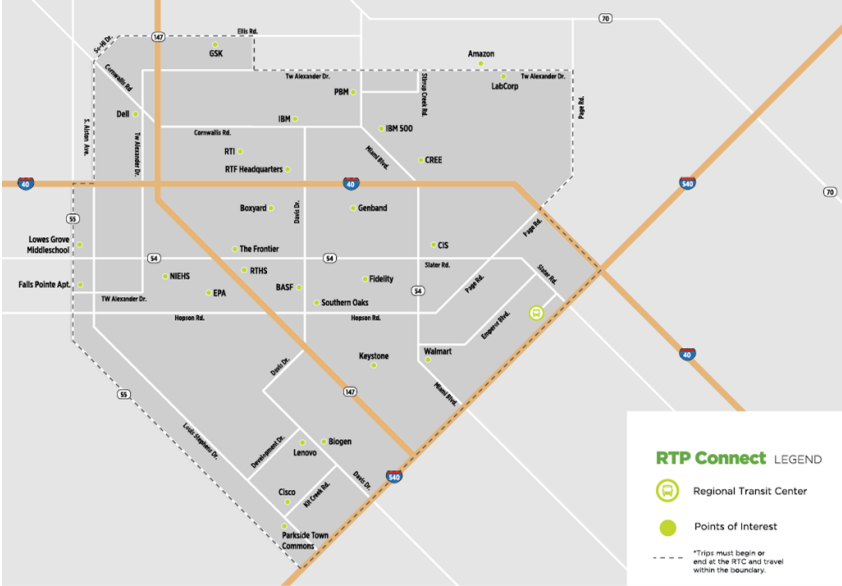 70
147
Ellis Rd.
So-Hi Dr.
GSK
Amazon
Cornwallis Rd
Tw Alexander Dr.
Tw Alexander Dr.
LabCorp
Stirrup Creek Rd.
PBM
Page Rd.
Dell
IBM
S. Alston Ave.
Tw Alexander Dr.
Cornwallis Rd.
IBM 500
RTI
Miami Blvd.
CREE
RTF Headquarters
40
40
540
70
Boxyard
Davis Dr.
Genband
55
Page Rd.
Lowes Grove
Middleschool
The Frontier
CiS
54
54
Slater Rd.
Slater Rd.
NIEHS
RTHS
Falls Pointe Apt.
EPA
BASF
Fidelity
Page Rd.
54
TW Alexander Dr.
Southern Oaks
Hopson Rd.
Hopson Rd.
Emperor Blvd.
Keystone
Walmart
40
Davis Dr.
55
147
Miami Blvd.
Louis Stephens Dr.
Development Dr.
Lenovo
Biogen
540
Davis Dr.
Cisco
Kit Creek Rd.
Parkside Town
Commons
RTP Connect LEGEND
Regional Transit Center
Points of Interest
*Trips must begin or
end at the RTC and travel
within the boundary.